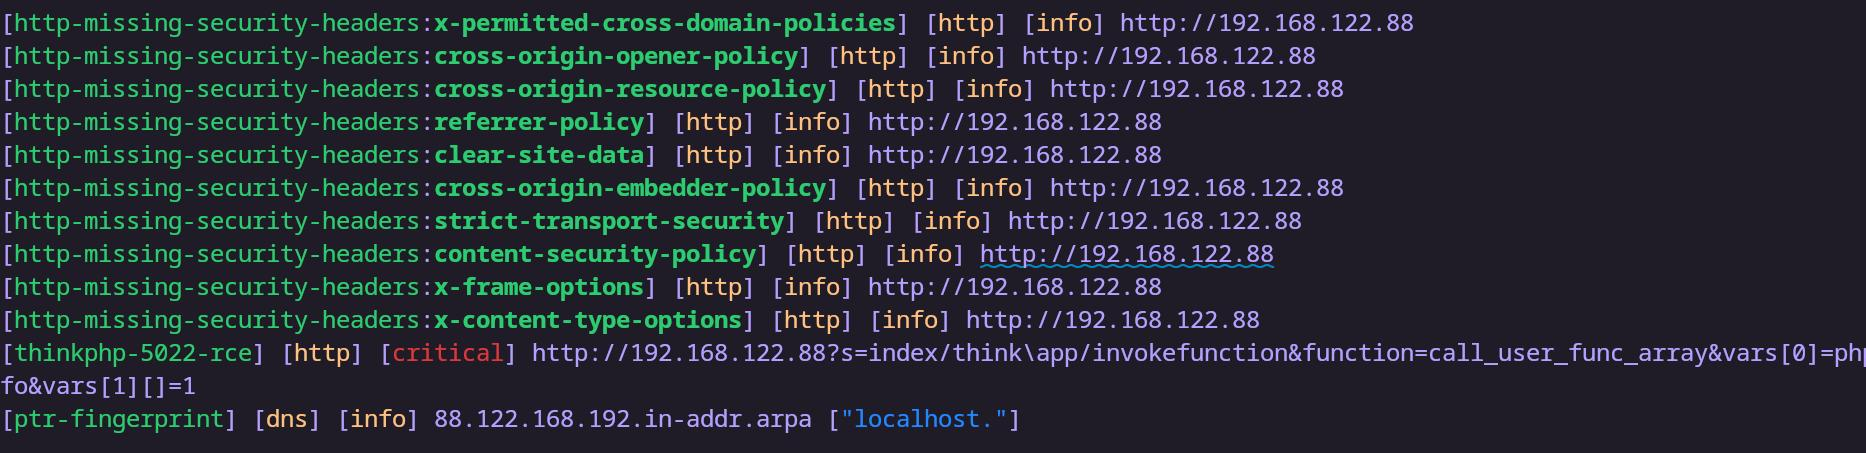 [http-missing-security-headers:x-permitted-cross-domain-policies] [http] [info] http://192.168.122.88
[http-missing-security-headers:cross-origin-opener-policy] [http] [info] http://192.168.122.88
[http-missing-security-headers:cross-origin-resource-policy] [http] [info] http://192.168.122.88
[http-missing-security-headers:referrer-policy] [http] [info] http://192.168.122.88
[http-missing-security-headers:clear-site-data] [http] [info] http://192.168.122.88
[http-missing-security-headers:cross-origin-embedder-policy] [http] [info] http://192.168.122.88
[http-missing-security-headers:strict-transport-security] [http] [info] http://192.168.122.88
[http-missing-security-headers:content-security-policy] [http] [info] http://192.168.122.88
[http-missing-security-headers:x-frame-options] [http] [info] http://192.168.122.88
[http-missing-security-headers:x-content-type-options] [http] [info] http://192.168.122.88
[thinkphp-5022-rce] [http] [critical] http://192.168.122.88?s=index/think\app/invokefunction&function=call_user_func_array&vars[0]=php
fo&vars[1][]=1
[ptr-fingerprint] [dns] [info] 88.122.168.192.in-addr.arpa ["localhost."]